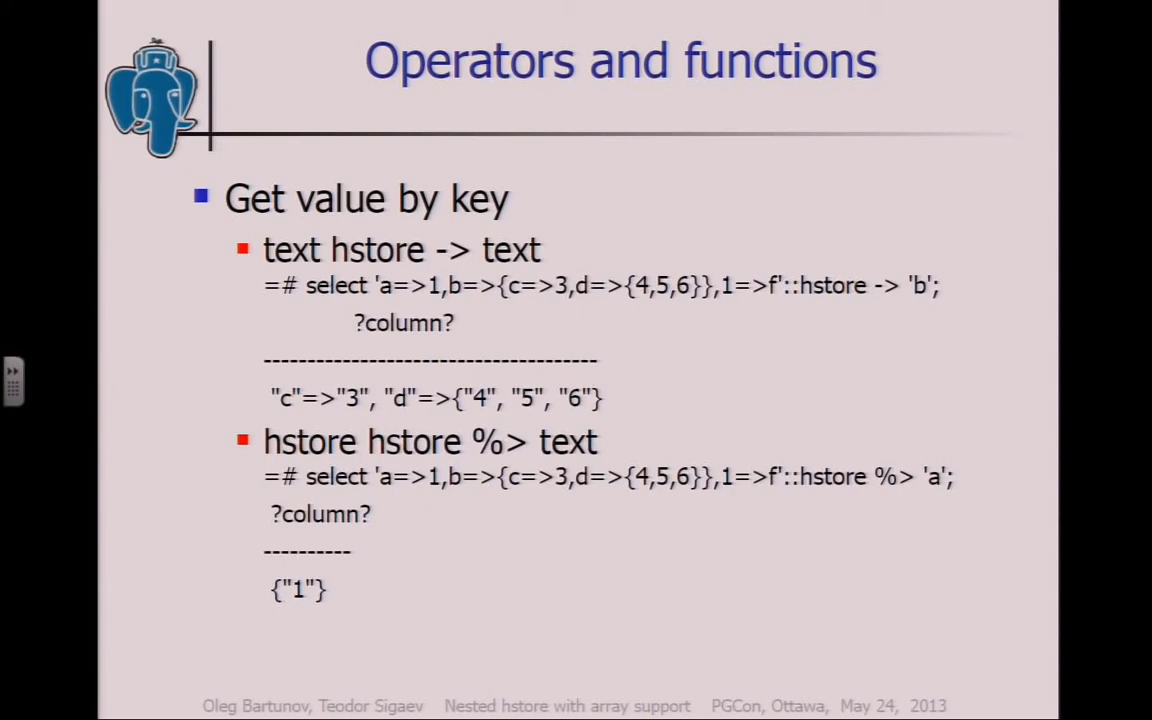 Operators and functions
Get value by key
text hstore -> text
=# select 'a=>1,b=>{c=>3,d=>{4,5,6}},1=>f'::hstore -> 'b';
?column?
-------------------------------------
"c"=>"3", "d"=>{"4", "5", "6"}
hstore hstore %> text
=# select 'a=>1,b=>{c=>3,d=>{4,5,6}},1=>f'::hstore %> 'a';
?column?
----------
{"1"}
Oleg Bartunov, Teodor Sigaev Nested hstore with array support PGCon, Ottawa, May 24, 2013